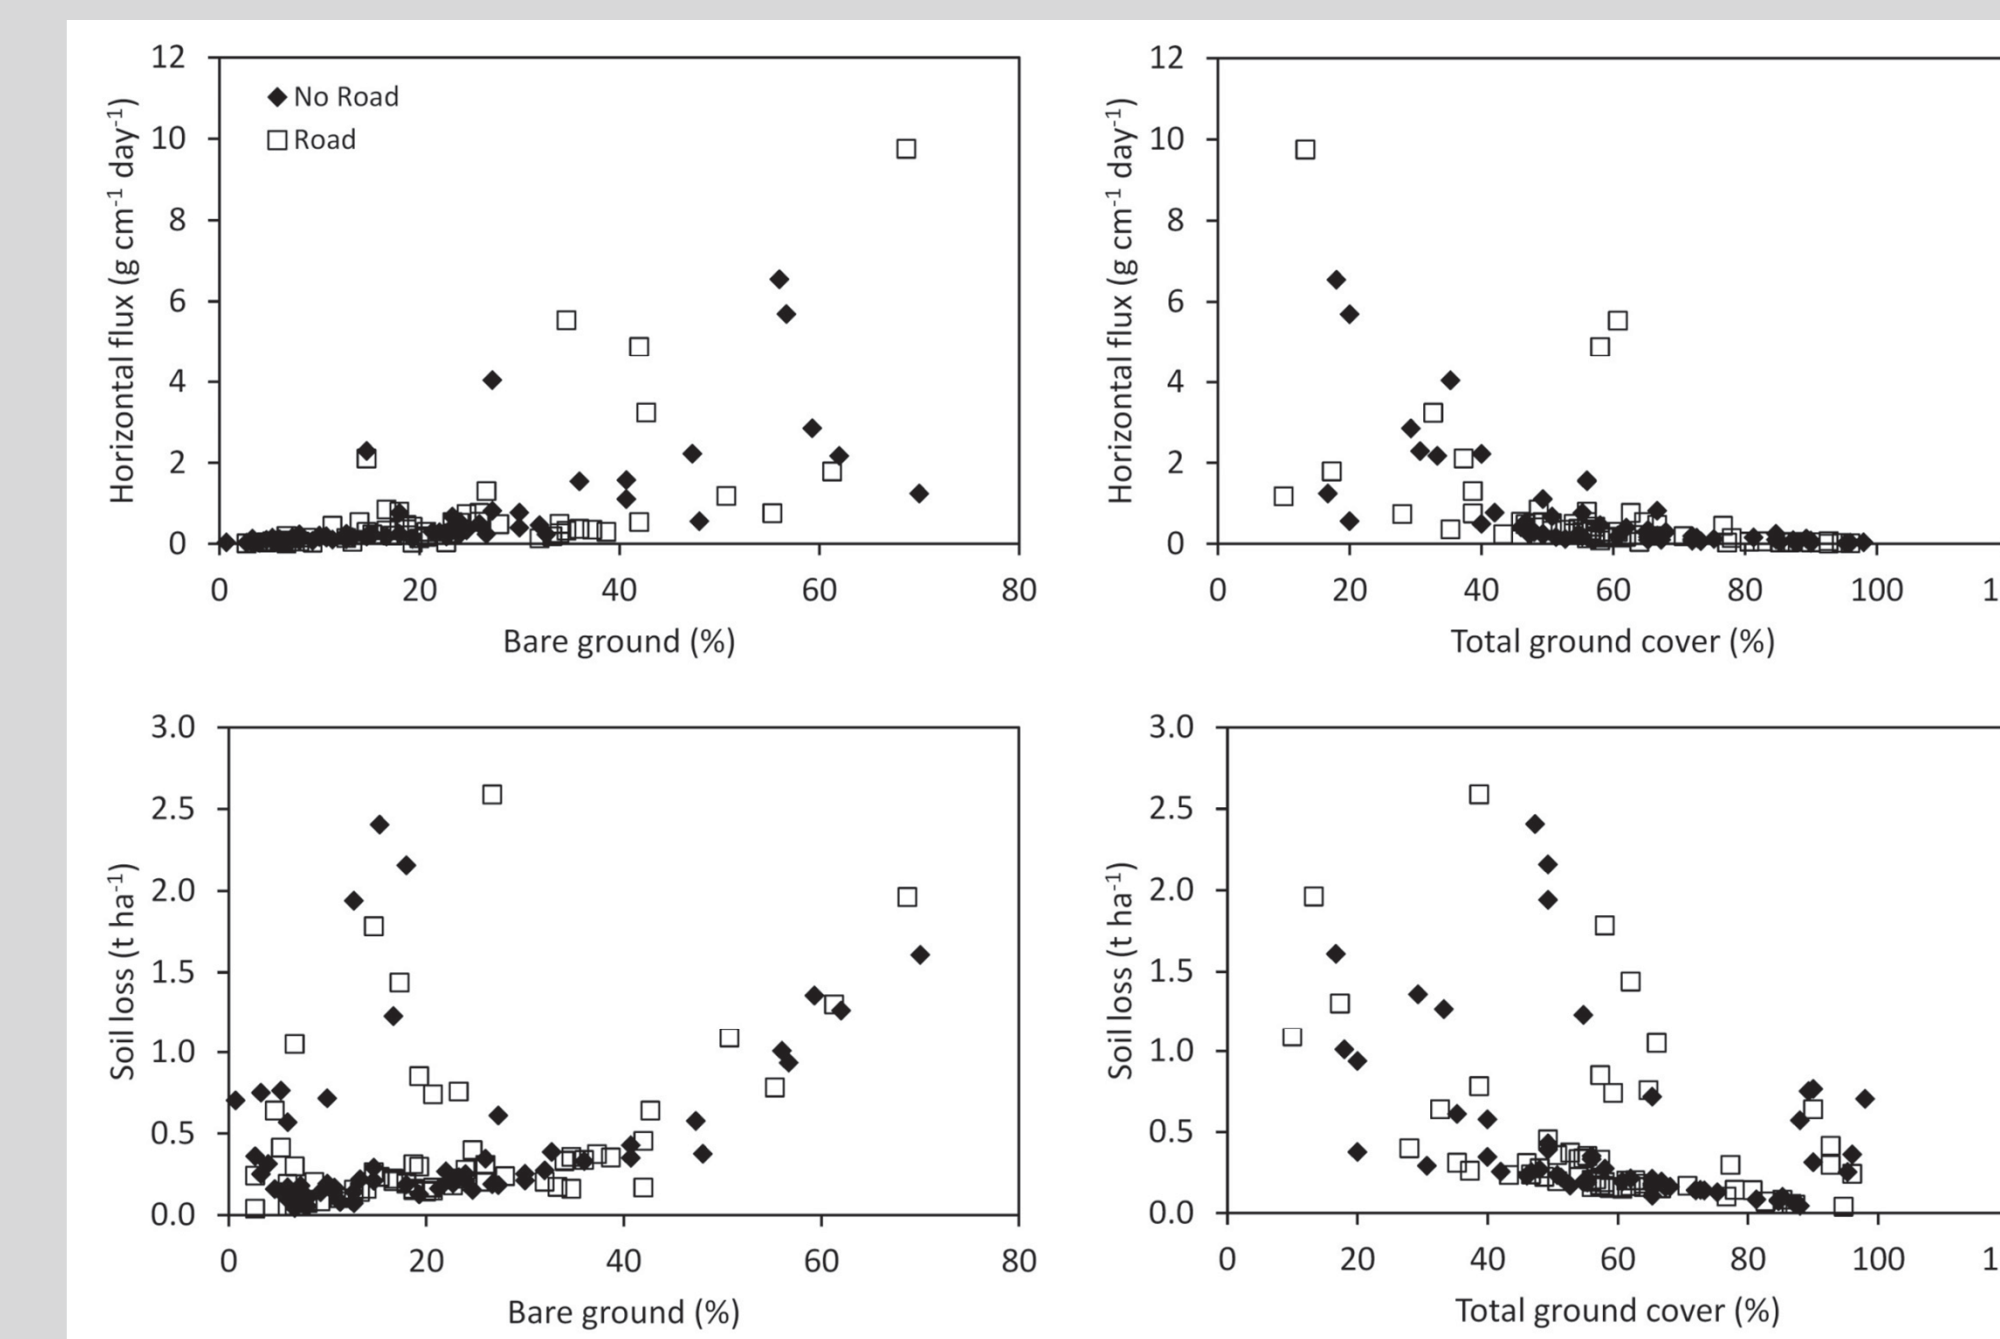 12
10
8
6
4
2
0
0 20 40 60 80
Horizontal flux (g cm-1 day-1)
Bare ground (%)
No Road
Road
12
10
8
6
4
2
0
0 20 40 60 80 100 1
Horizontal flux (g cm-1 day-1)
Total ground cover (%)
3.0
2.5
2.0
1.5
1.0
0.5
0.0
0 20 40 60 80
Soil loss (t ha-1)
Bare ground (%)
3.0
2.5
2.0
1.5
1.0
0.5
0.0
0 20 40 60 80 100 1
Soil loss (t ha-1)
Total ground cover (%)